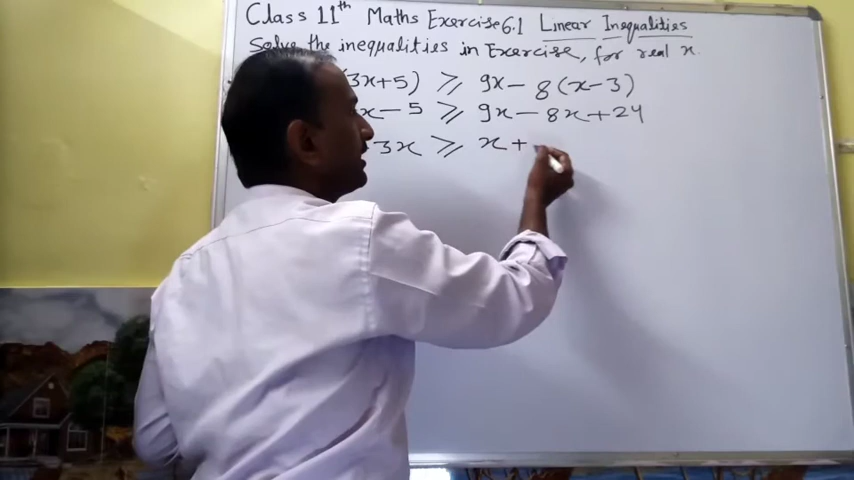 Class 11th Maths Exercise 6.1 Linear Inequalities
Solve the inequalities in Exercise, for real x.
(3x+5) ⩾ 9x-8(x-3)
x-5 ⩾ 9x-8x+24
3x ⩾ x+